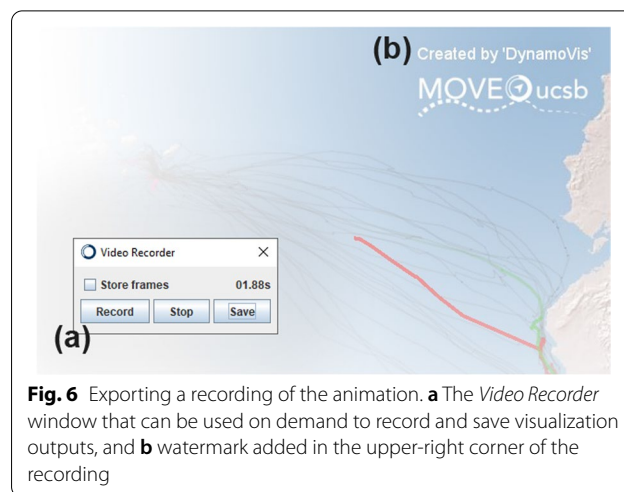 (b) Created by 'DynamoVis'
MOVE ucsb
Video Recorder
Store frames 01.88s
Record Stop Save
(a)
Fig. 6 Exporting a recording of the animation. a The Video Recorder
window that can be used on demand to record and save visualization
outputs, and b watermark added in the upper-right corner of the
recording